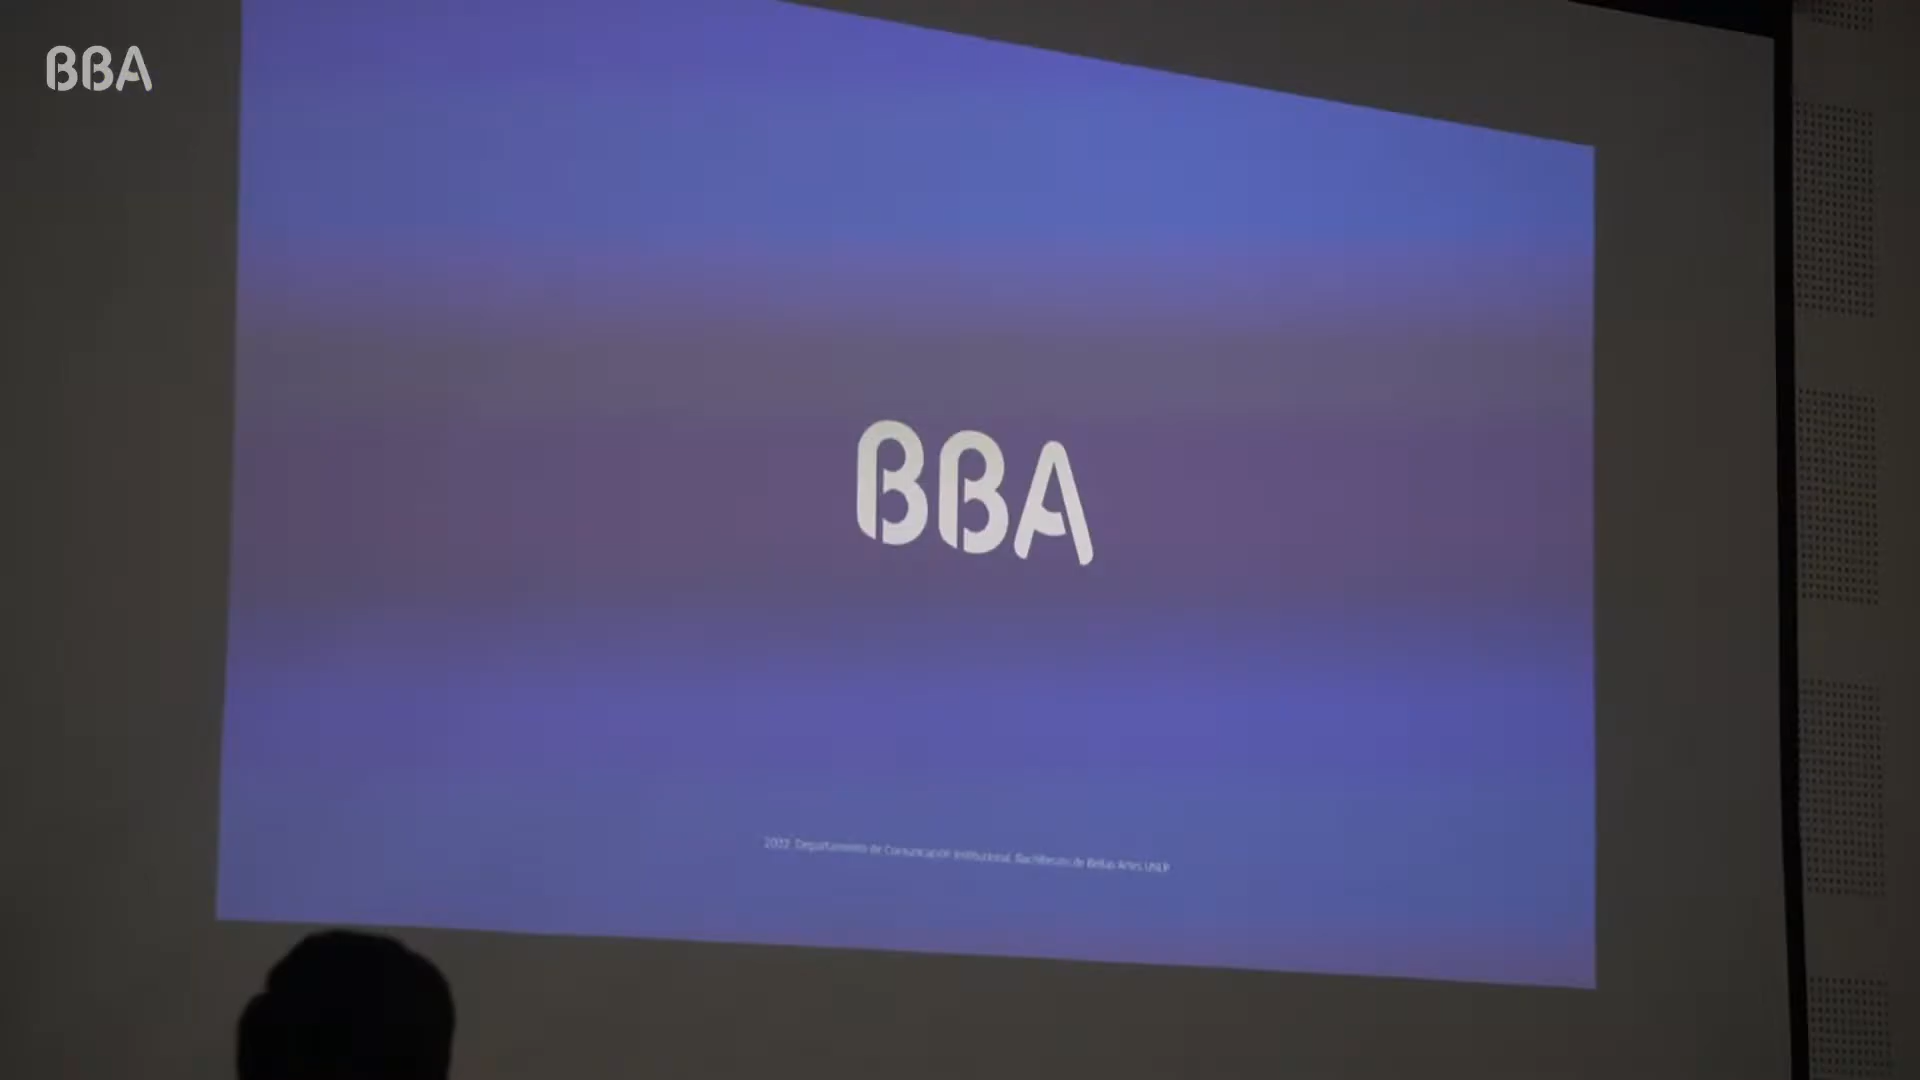 BBA
BBA
2022. Departamento de Comunicación Institucional. Bachillerato de Bellas Artes UNLP